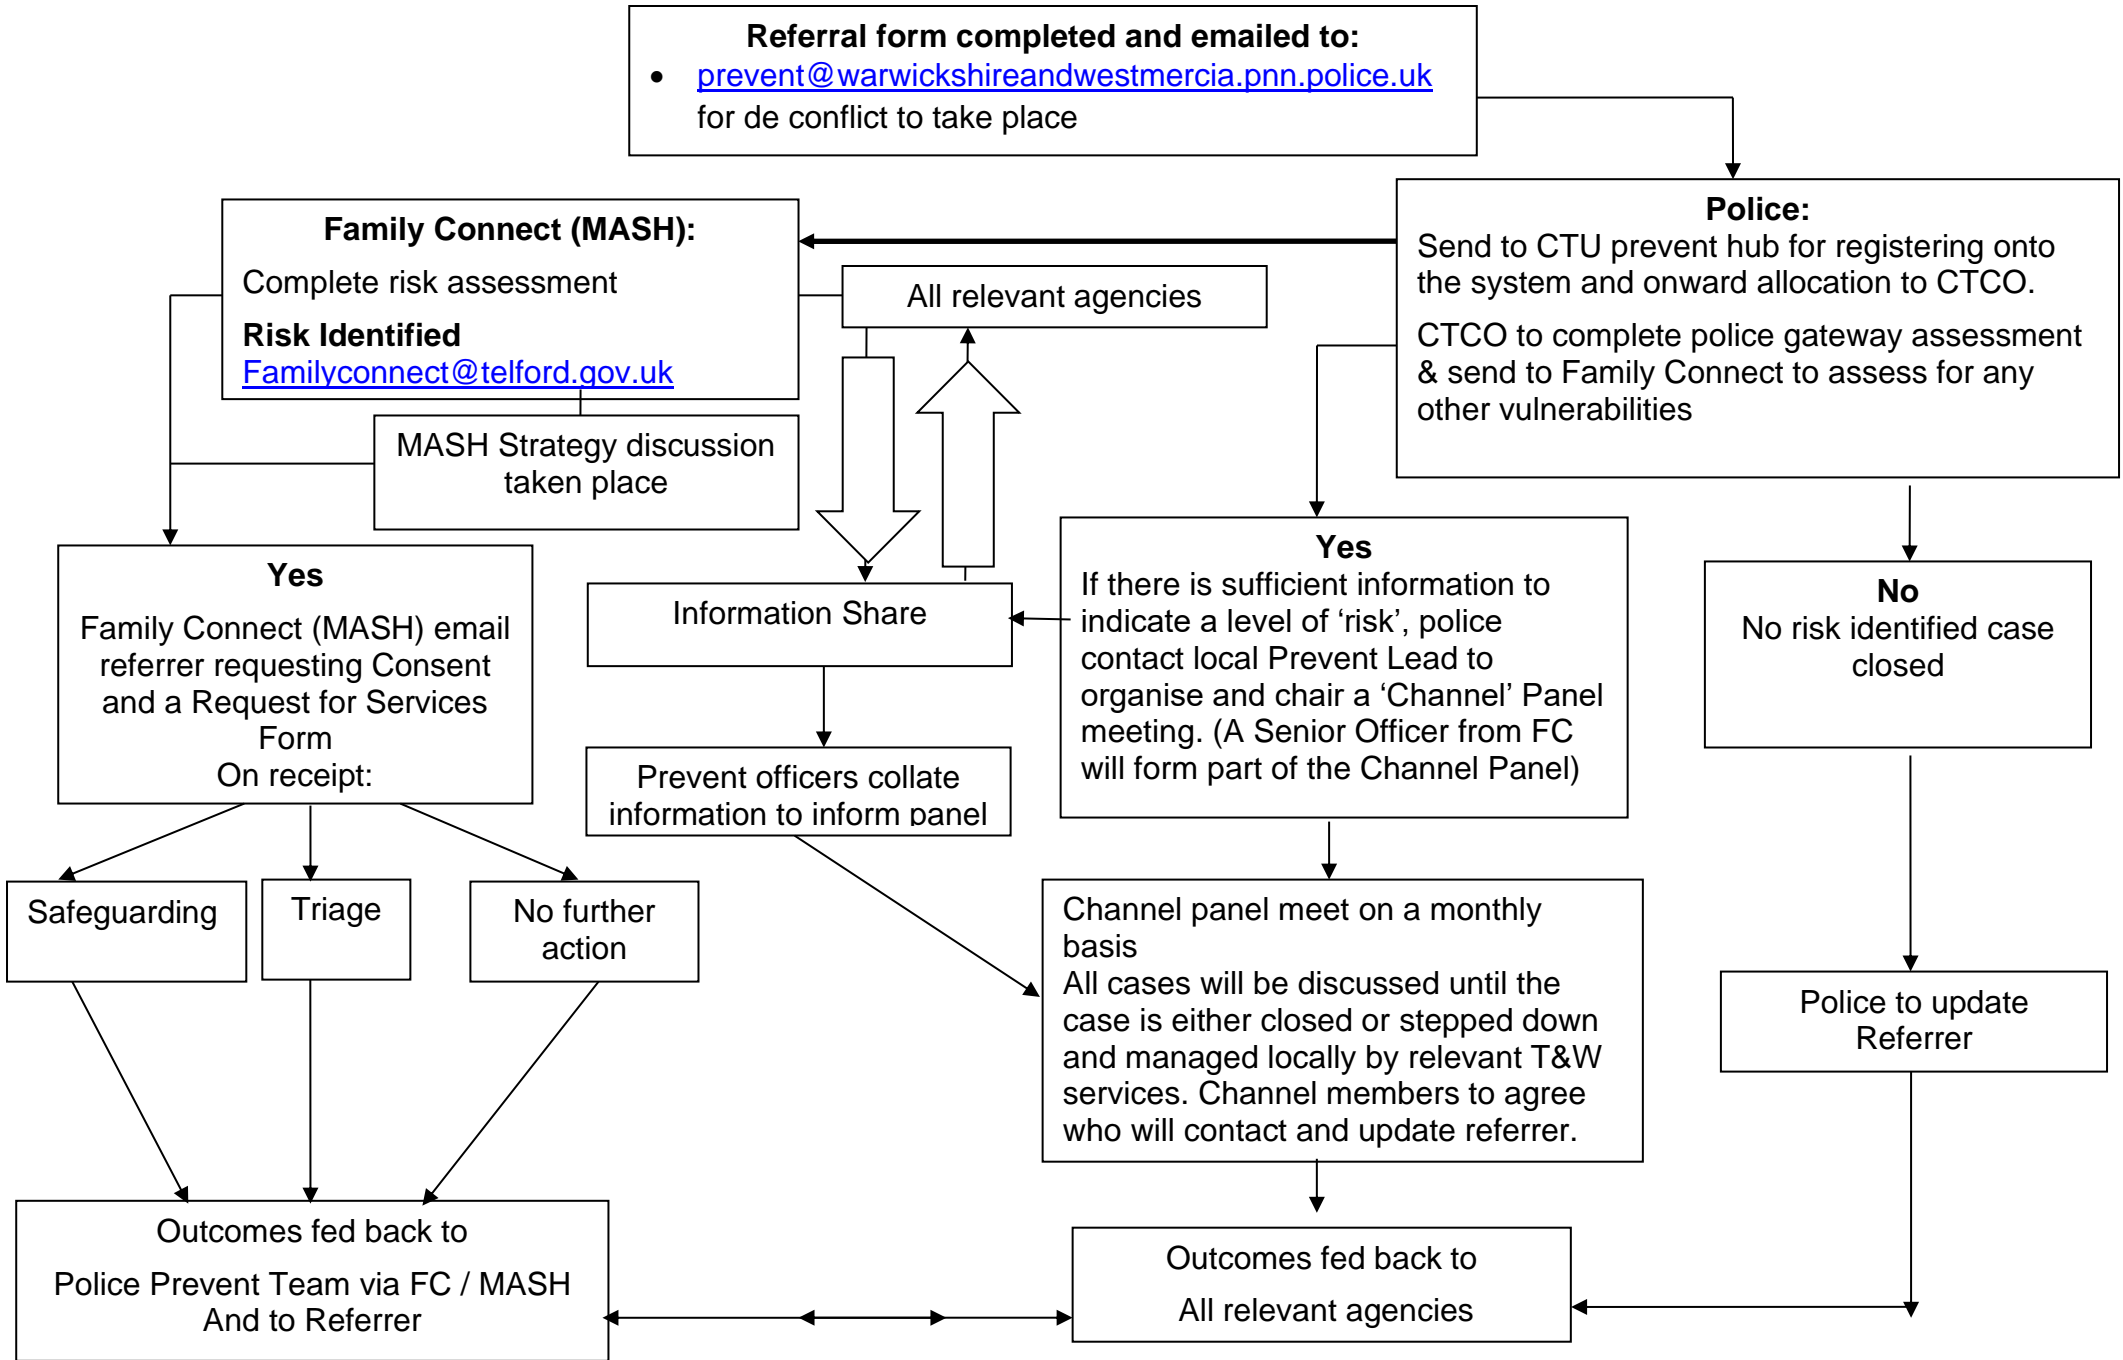 Referral form completed and emailed to:
• prevent@warwickshireandwestmercia.pnn.police.uk
for de conflict to take place
Police:
Send to CTU prevent hub for registering onto
the system and onward allocation to CTCO.
CTCO to complete police gateway assessment
& send to Family Connect to assess for any
other vulnerabilities
Family Connect (MASH):
Complete risk assessment
Risk Identified
Familyconnect@telford.gov.uk
All relevant agencies
MASH Strategy discussion
taken place
Yes
Family Connect (MASH) email
referrer requesting Consent
and a Request for Services
Form
On receipt:
Information Share
Yes
If there is sufficient information to
indicate a level of ‘risk’, police
contact local Prevent Lead to
organise and chair a ‘Channel’ Panel
meeting. (A Senior Officer from FC
will form part of the Channel Panel)
No
No risk identified case
closed
Prevent officers collate
information to inform panel
Safeguarding
Triage
No further
action
Channel panel meet on a monthly
basis
All cases will be discussed until the
case is either closed or stepped down
and managed locally by relevant T&W
services. Channel members to agree
who will contact and update referrer.
Police to update
Referrer
Outcomes fed back to
Police Prevent Team via FC / MASH
And to Referrer
Outcomes fed back to
All relevant agencies